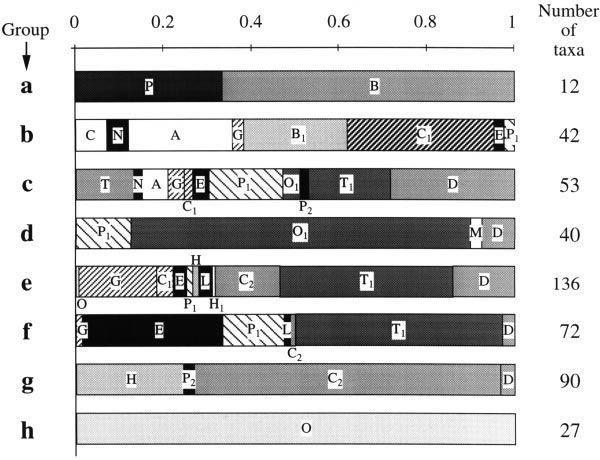 Group
0 0.2 0.4 0.6 0.8 1
Number
of
taxa
a P B 12
b C N A G B₁ C₁ E P₁ 42
c T N A G E P₁ O₁ T₁ D 53
C₁ P₂
d P₁ O₁ M D 40
H
e G C₁ E L C₂ T₁ D 136
O P₁ H₁
f G E P₁ L T₁ D 72
C₂
g H P₂ C₂ D 90
h O 27